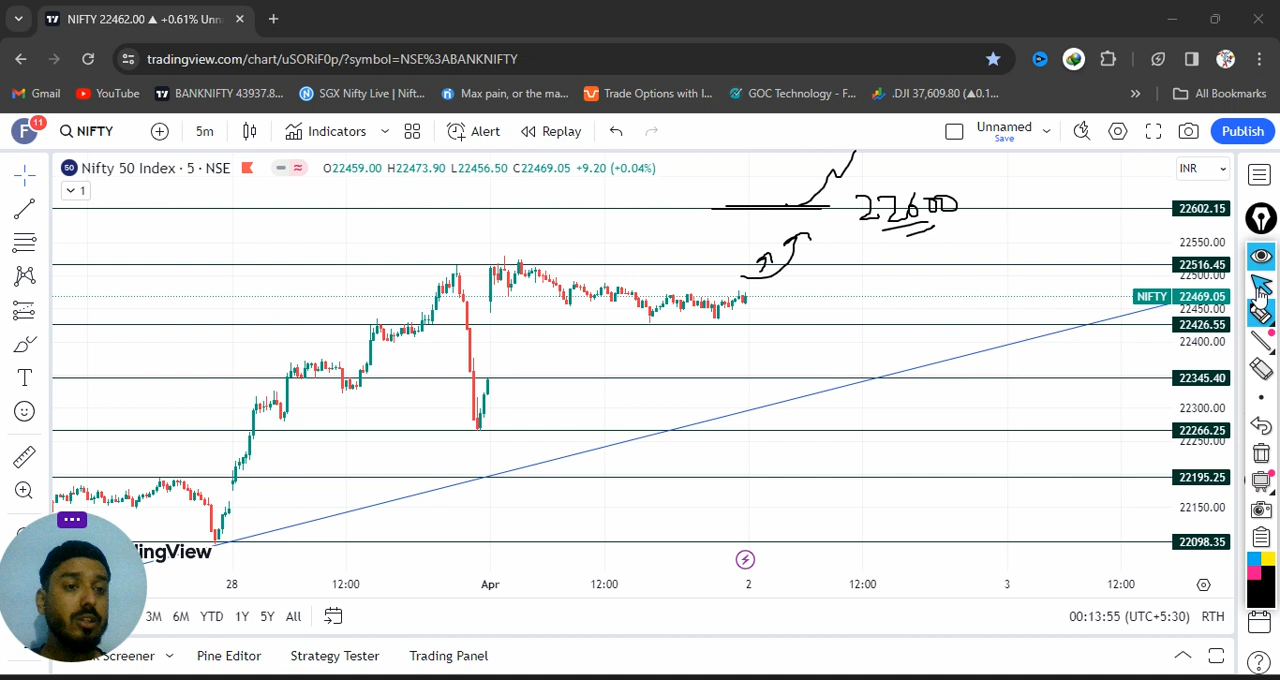 NIFTY 22462.00 ▲ +0.61% Unn
tradingview.com/chart/uSORiF0p/?symbol=NSE%3ABANKNIFTY
Gmail YouTube BANKNIFTY 43937.8... SGX Nifty Live | Nift... Max pain, or the ma... Trade Options with I... GOC Technology - F... .DJI 37,609.80 (▲0.1... » All Bookmarks
F 11 NIFTY 5m Indicators Alert Replay Unnamed Save Publish
50 Nifty 50 Index · 5 · NSE O22459.00 H22473.90 L22456.50 C22469.05 +9.20 (+0.04%) INR
1
22600
22602.15
22550.00
22516.45
22500.00
NIFTY 22469.05
22450.00
22426.55
22400.00
22345.40
22300.00
22266.25
22250.00
22195.25
22150.00
22098.35
dingView
28 12:00 Apr 12:00 2 12:00 3 12:00
3M 6M YTD 1Y 5Y All 00:13:55 (UTC+5:30) RTH
Screener Pine Editor Strategy Tester Trading Panel